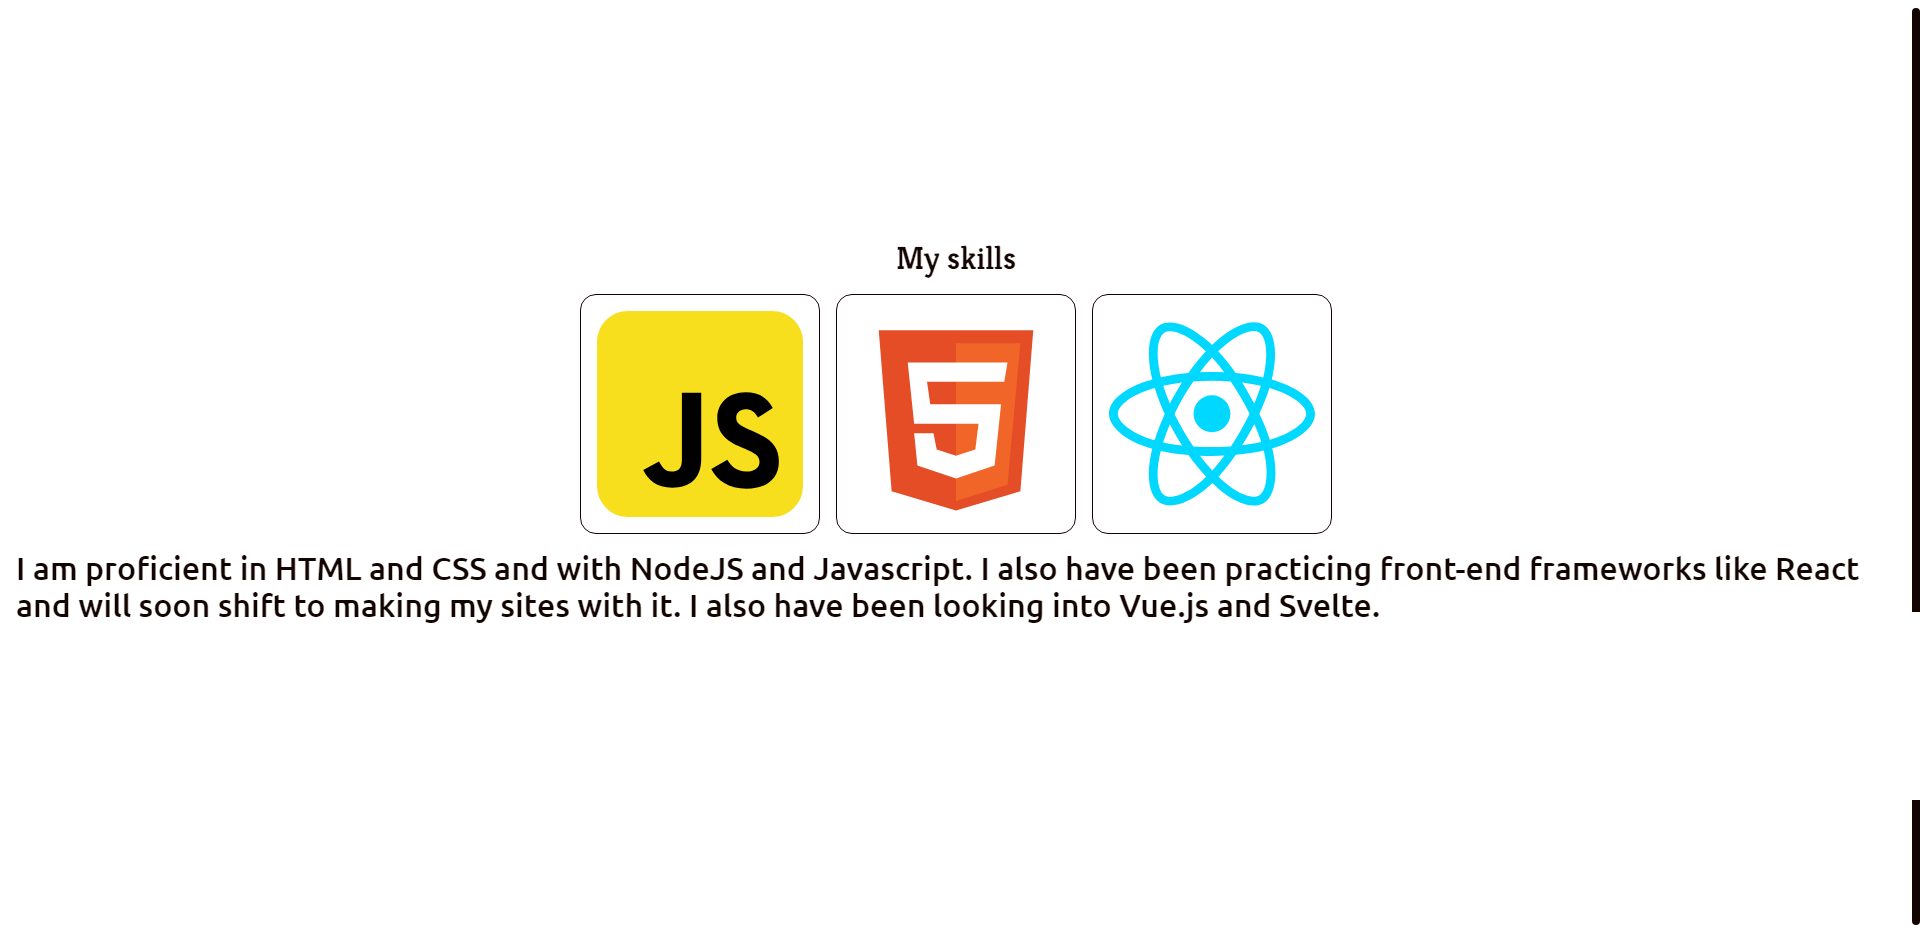 My skills
JS
5
I am proficient in HTML and CSS and with NodeJS and Javascript. I also have been practicing front-end frameworks like React
and will soon shift to making my sites with it. I also have been looking into Vue.js and Svelte.